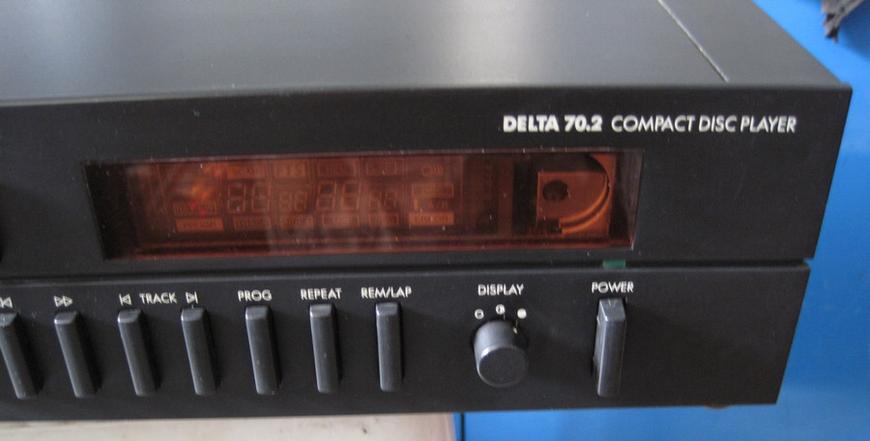 DELTA 70.2 COMPACT DISC PLAYER
TRACK PROG REPEAT REM/LAP DISPLAY POWER